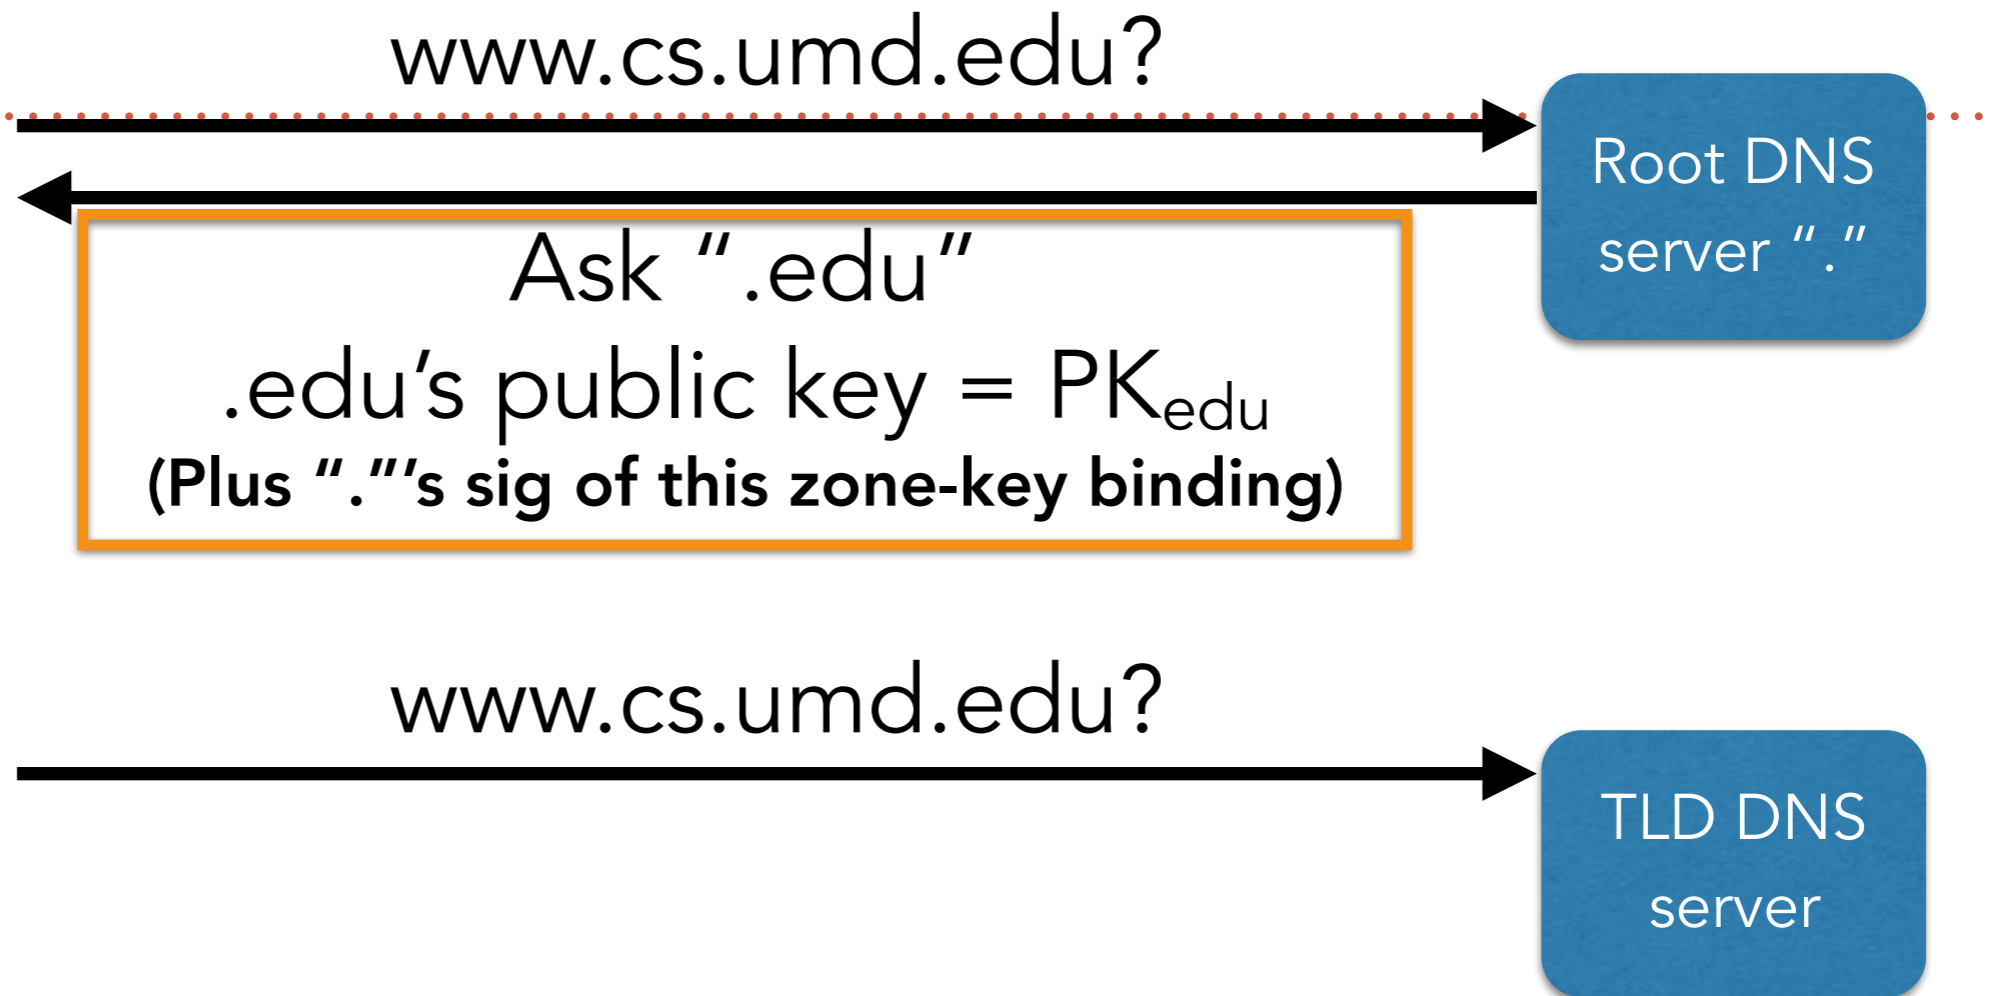 www.cs.umd.edu?
Root DNS
server “.”
Ask “.edu”
.edu’s public key = PKedu
(Plus “.”’s sig of this zone-key binding)
www.cs.umd.edu?
TLD DNS
server